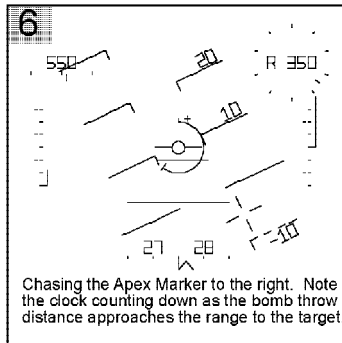 6
550
20
R 350
10
-10
27 28
Chasing the Apex Marker to the right. Note
the clock counting down as the bomb throw
distance approaches the range to the target